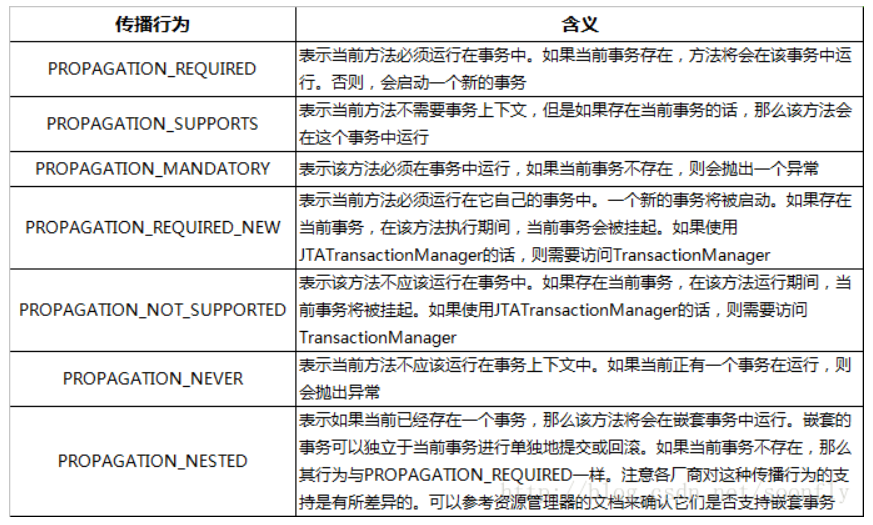 传播行为 含义
PROPAGATION_REQUIRED
表示当前方法必须运行在事务中。如果当前事务存在，方法将会在该事务中运
行。否则，会启动一个新的事务
PROPAGATION_SUPPORTS
表示当前方法不需要事务上下文，但是如果存在当前事务的话，那么该方法会
在这个事务中运行
PROPAGATION_MANDATORY
表示该方法必须在事务中运行，如果当前事务不存在，则会抛出一个异常
PROPAGATION_REQUIRED_NEW
表示当前方法必须运行在它自己的事务中。一个新的事务将被启动。如果存在
当前事务，在该方法执行期间，当前事务会被挂起。如果使用
JTATransactionManager的话，则需要访问TransactionManager
PROPAGATION_NOT_SUPPORTED
表示该方法不应该运行在事务中。如果存在当前事务，在该方法运行期间，当
前事务将被挂起。如果使用JTATransactionManager的话，则需要访问
TransactionManager
PROPAGATION_NEVER
表示当前方法不应该运行在事务上下文中。如果当前正有一个事务在运行，则
会抛出异常
PROPAGATION_NESTED
表示如果当前已经存在一个事务，那么该方法将会在嵌套事务中运行。嵌套的
事务可以独立于当前事务进行单独地提交或回滚。如果当前事务不存在，那么
其行为与PROPAGATION_REQUIRED一样。注意各厂商对这种传播行为的支
持是有所差异的。可以参考资源管理器的文档来确认它们是否支持嵌套事务
http://blog.csdn.net/soonfly